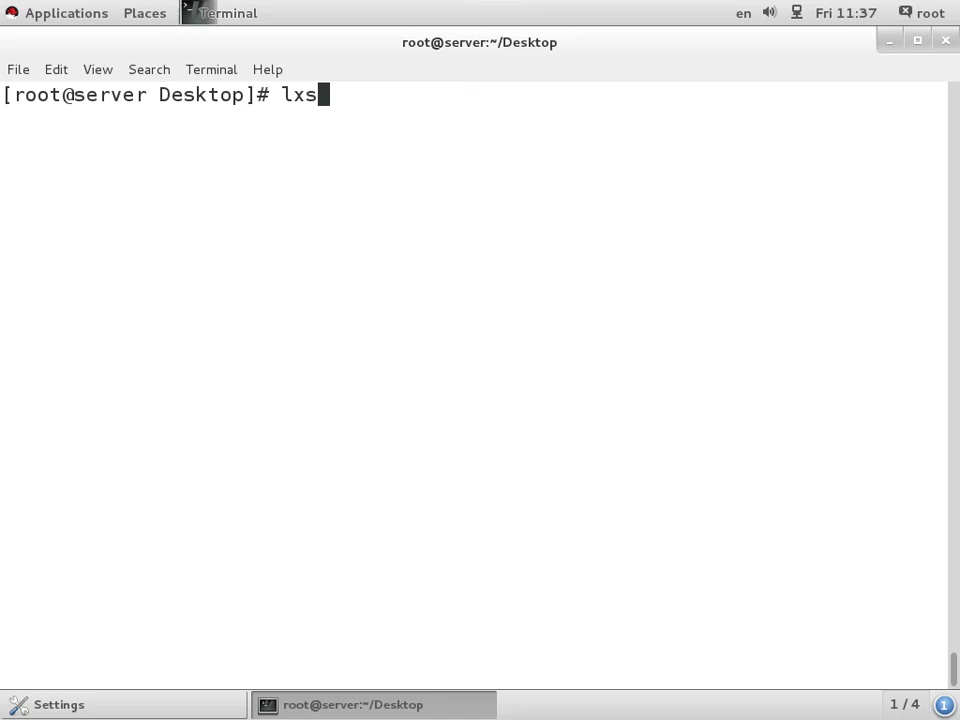 Applications Places Terminal en Fri 11:37 root
root@server:~/Desktop
File Edit View Search Terminal Help
[root@server Desktop]# lxs
Settings root@server:~/Desktop 1 / 4 1